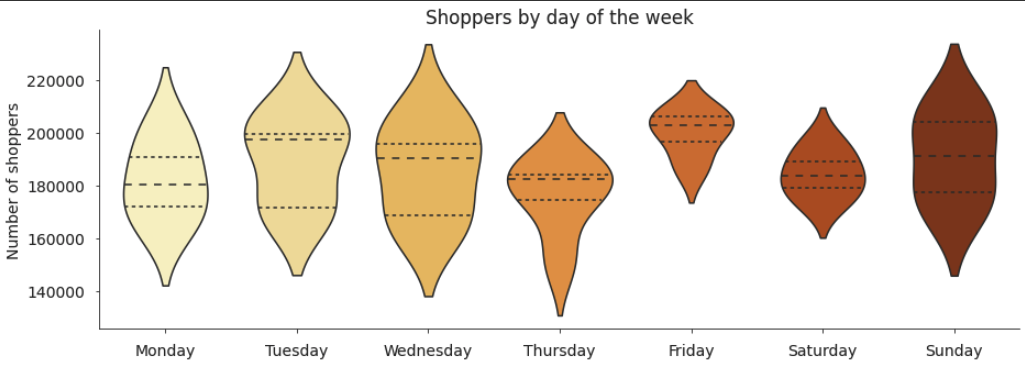 Shoppers by day of the week
Number of shoppers
220000
200000
180000
160000
140000
Monday Tuesday Wednesday Thursday Friday Saturday Sunday